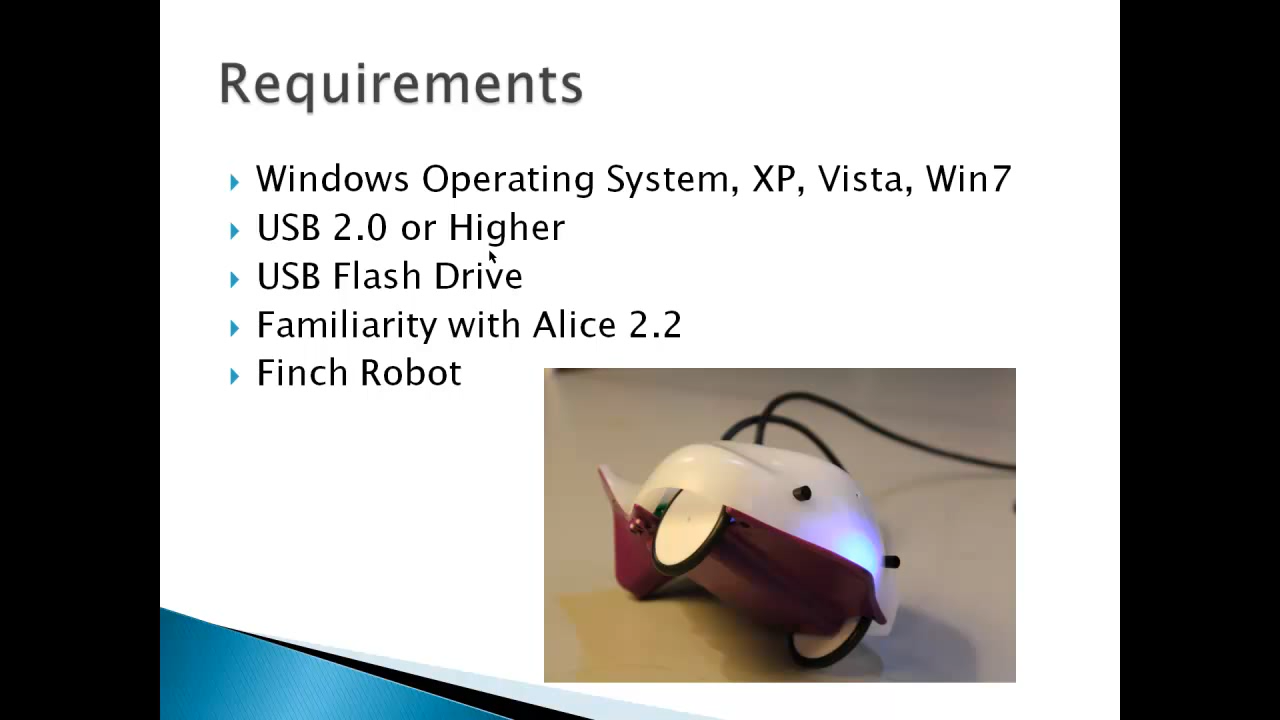 Requirements
Windows Operating System, XP, Vista, Win7
USB 2.0 or Higher
USB Flash Drive
Familiarity with Alice 2.2
Finch Robot